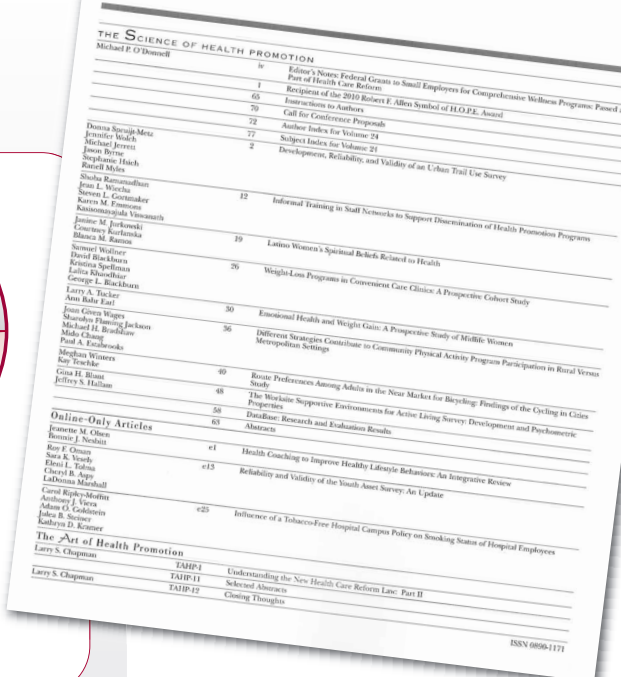 THE SCIENCE OF HEALTH PROMOTION
Michael P. O'Donnell iv Editor's Notes: Federal Grants to Small Employers for Comprehensive Wellness Programs: Passed
Part of Health Care Reform
1 Recipient of the 2010 Robert F. Allen Symbol of H.O.P.E. Award
65 Instructions to Authors
70 Call for Conference Proposals
72 Author Index for Volume 24
77 Subject Index for Volume 24
Donna Spruijt-Metz 2 Development, Reliability, and Validity of an Urban Trail Use Survey
Jennifer Wolch
Michael Jerrett
Jason Byrne
Stephanie Hsieh
Ranell Myles
Shoba Ramanadhan 12 Informal Training in Staff Networks to Support Dissemination of Health Promotion Programs
Jean L. Wiecha
Steven L. Gortmaker
Karen M. Emmons
Kasisomayajula Viswanath
Janine M. Jurkowski 19 Latino Women's Spiritual Beliefs Related to Health
Courtney Kurlanska
Blanca M. Ramos
Samuel Wollner 26 Weight-Loss Programs in Convenient Care Clinics: A Prospective Cohort Study
David Blackburn
Kristina Spellman
Lalita Khaodhiar
George L. Blackburn
Larry A. Tucker 30 Emotional Health and Weight Gain: A Prospective Study of Midlife Women
Ann Bahr Earl
Joan Given Wages 36 Different Strategies Contribute to Community Physical Activity Program Participation in Rural Versus
Sharolyn Flaming Jackson Metropolitan Settings
Michael H. Bradshaw
Mido Chang
Paul A. Estabrooks
Meghan Winters 40 Route Preferences Among Adults in the Near Market for Bicycling: Findings of the Cycling in Cities
Kay Teschke Study
Gina H. Blunt 48 The Worksite Supportive Environments for Active Living Survey: Development and Psychometric
Jeffrey S. Hallam Properties
58 DataBase: Research and Evaluation Results
63 Abstracts
Online-Only Articles
Jeanette M. Olsen e1 Health Coaching to Improve Healthy Lifestyle Behaviors: An Integrative Review
Bonnie J. Nesbitt
Roy F. Oman e13 Reliability and Validity of the Youth Asset Survey: An Update
Sara K. Vesely
Eleni L. Tolma
Cheryl B. Aspy
LaDonna Marshall
Carol Ripley-Moffitt e25 Influence of a Tobacco-Free Hospital Campus Policy on Smoking Status of Hospital Employees
Anthony J. Viera
Adam O. Goldstein
Julea B. Steiner
Kathryn D. Kramer
The Art of Health Promotion
Larry S. Chapman TAHP-1 Understanding the New Health Care Reform Law: Part II
TAHP-11 Selected Abstracts
Larry S. Chapman TAHP-12 Closing Thoughts
ISSN 0890-1171